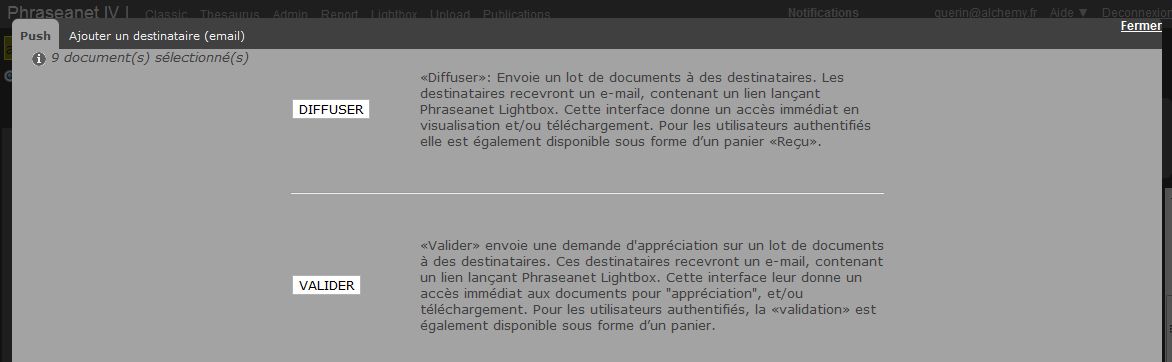 Phraseanet IV | Classic Thesaurus Admin Report Lightbox Upload Publications Notifications guerin@alchemy.fr Aide ▼ Deconnexion
Push Ajouter un destinataire (email) Fermer
9 document(s) sélectionné(s)
«Diffuser»: Envoie un lot de documents à des destinataires. Les
destinataires recevront un e-mail, contenant un lien lançant
DIFFUSER
Phraseanet Lightbox. Cette interface donne un accès immédiat en
visualisation et/ou téléchargement. Pour les utilisateurs authentifiés
elle est également disponible sous forme d’un panier «Reçu».
«Valider» envoie une demande d'appréciation sur un lot de documents
à des destinataires. Ces destinataires recevront un e-mail, contenant
un lien lançant Phraseanet Lightbox. Cette interface leur donne un
VALIDER
accès immédiat aux documents pour "appréciation", et/ou
téléchargement. Pour les utilisateurs authentifiés, la «validation» est
également disponible sous forme d’un panier.